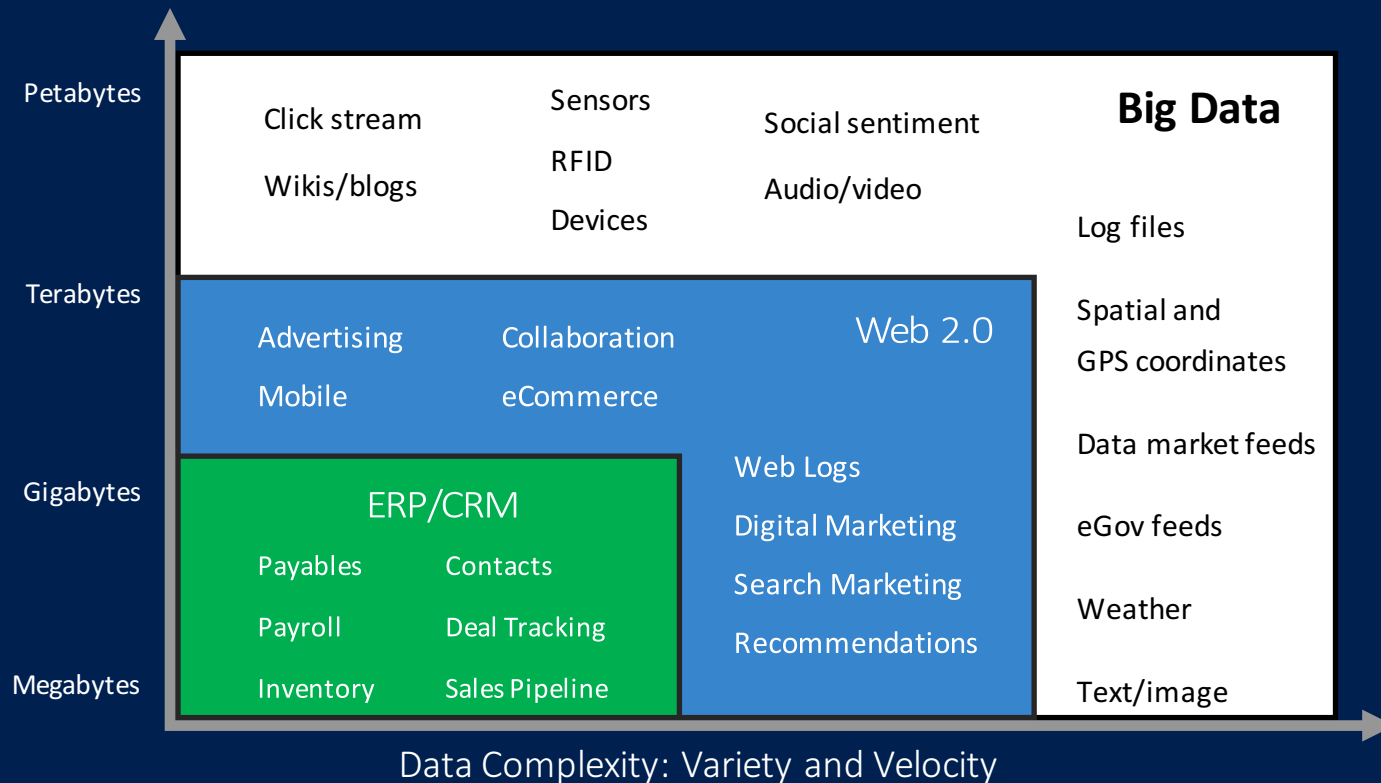 Petabytes
Terabytes
Gigabytes
Megabytes
Click stream
Wikis/blogs
Sensors
RFID
Devices
Social sentiment
Audio/video
Big Data
Log files
Spatial and
GPS coordinates
Data market feeds
eGov feeds
Weather
Text/image
Web 2.0
Advertising
Mobile
Collaboration
eCommerce
Web Logs
Digital Marketing
Search Marketing
Recommendations
ERP/CRM
Payables
Payroll
Inventory
Contacts
Deal Tracking
Sales Pipeline
Data Complexity: Variety and Velocity